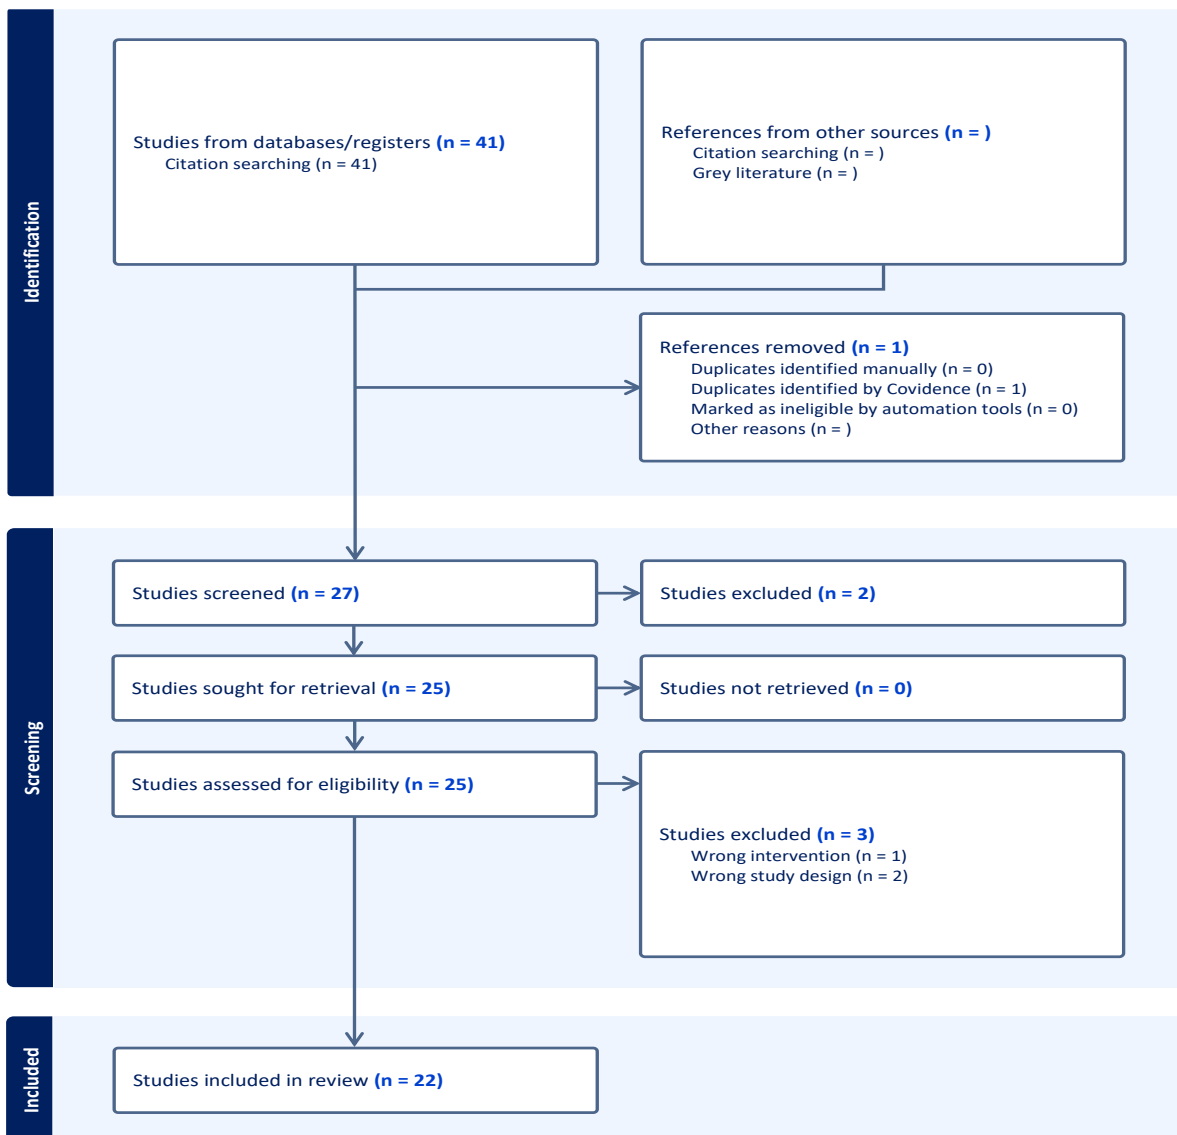 Identification
Studies from databases/registers (n = 41)
Citation searching (n = 41)
References from other sources (n = )
Citation searching (n = )
Grey literature (n = )
References removed (n = 1)
Duplicates identified manually (n = 0)
Duplicates identified by Covidence (n = 1)
Marked as ineligible by automation tools (n = 0)
Other reasons (n = )
Screening
Studies screened (n = 27)
Studies excluded (n = 2)
Studies sought for retrieval (n = 25)
Studies not retrieved (n = 0)
Studies assessed for eligibility (n = 25)
Studies excluded (n = 3)
Wrong intervention (n = 1)
Wrong study design (n = 2)
Included
Studies included in review (n = 22)